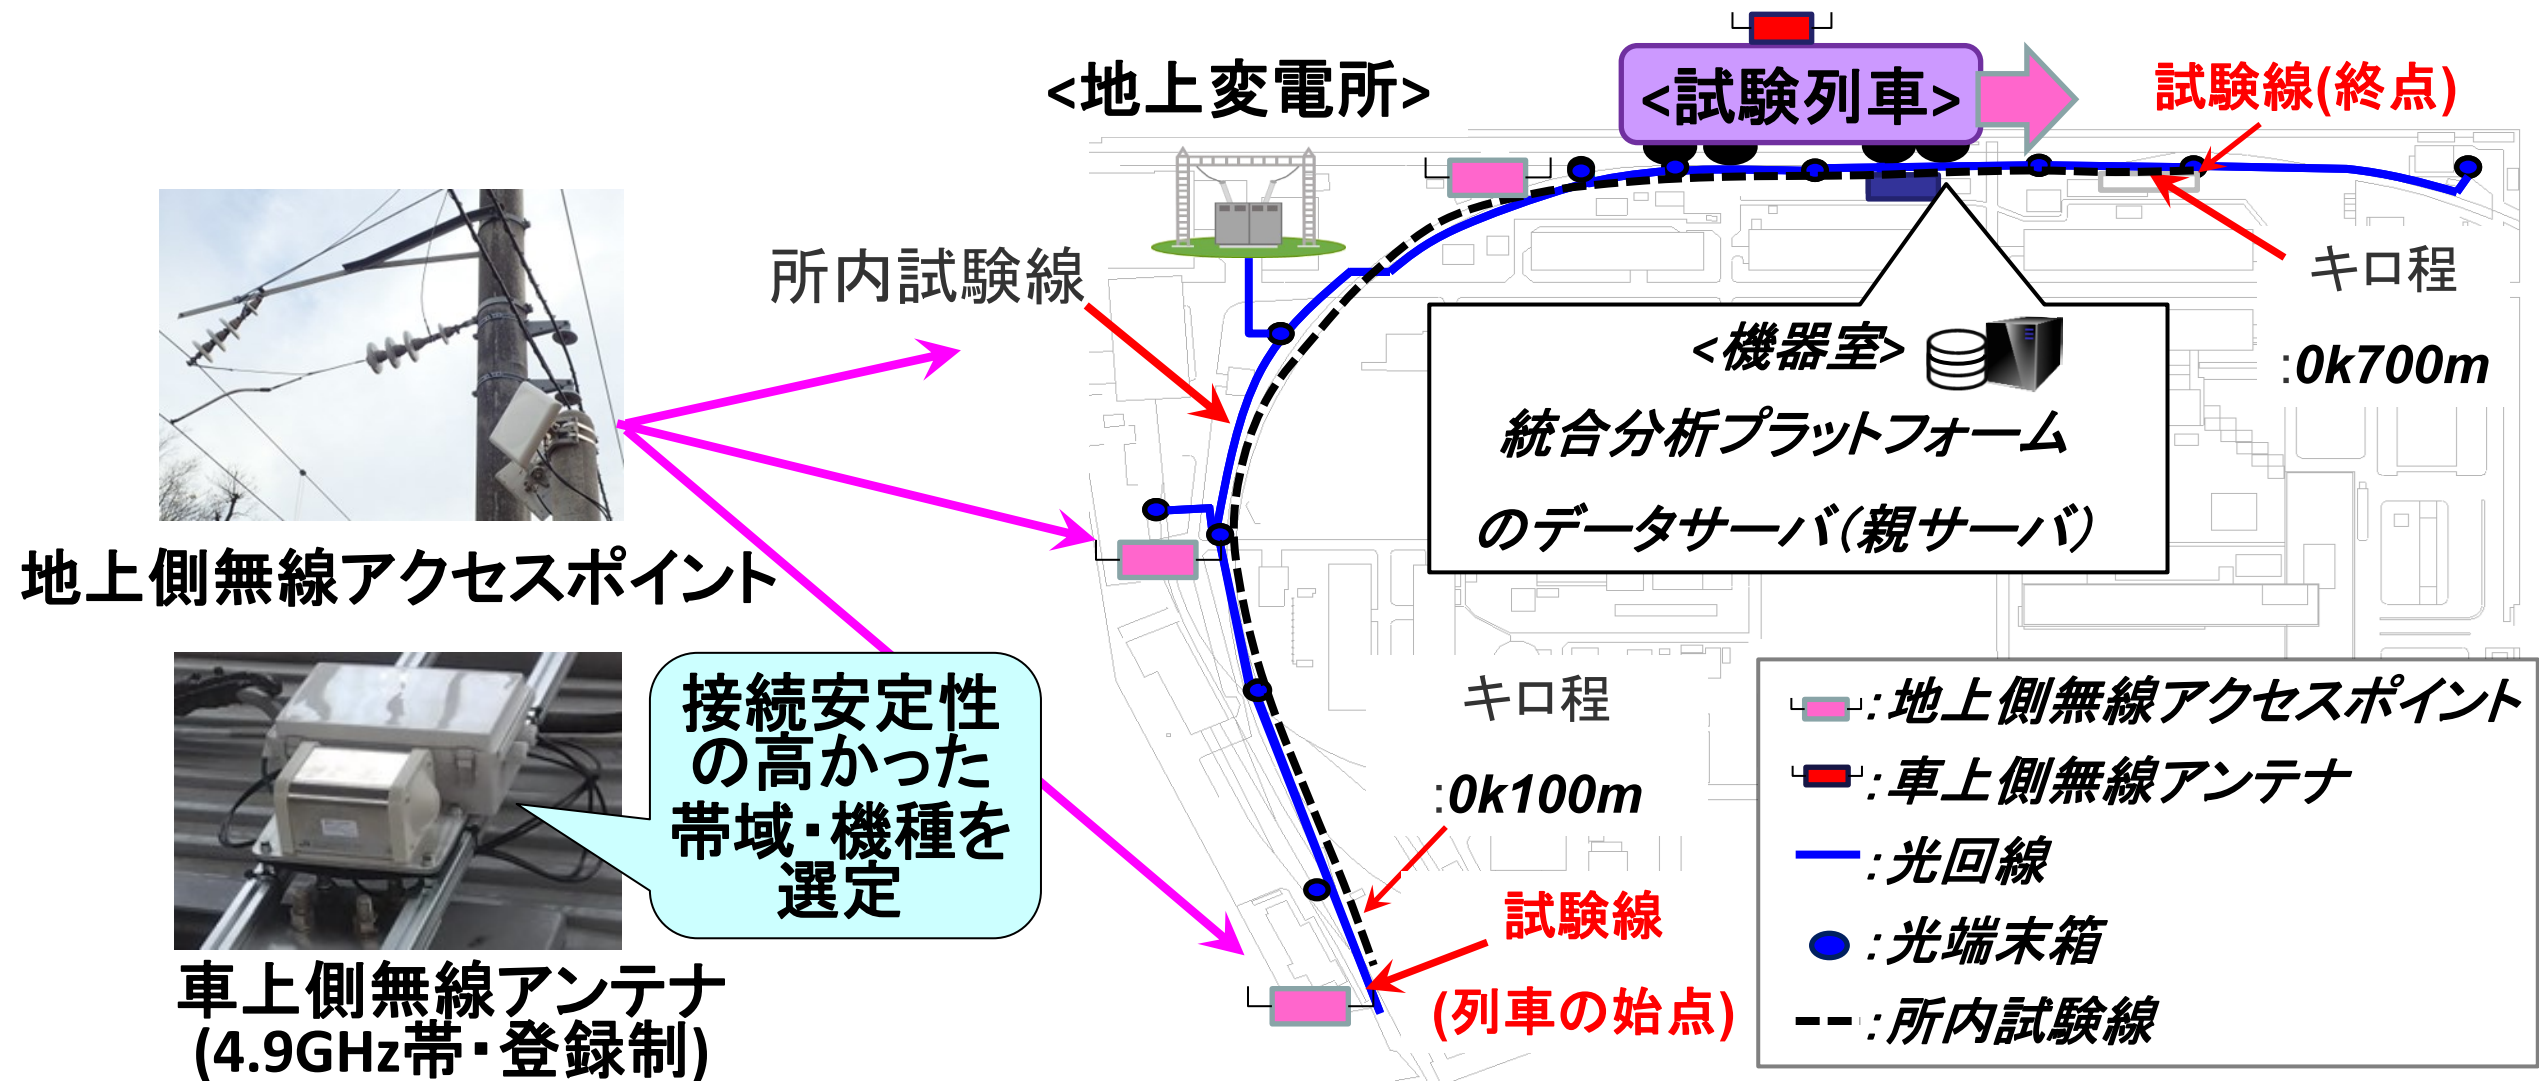 <地上変電所>
<試験列車>
試験線(終点)
所内試験線
キロ程
:0k700m
<機器室>
統合分析プラットフォーム
のデータサーバ(親サーバ)
地上側無線アクセスポイント
接続安定性
の高かった
帯域・機種を
選定
キロ程
:0k100m
試験線
(列車の始点)
車上側無線アンテナ
(4.9GHz帯・登録制)
:地上側無線アクセスポイント
:車上側無線アンテナ
:光回線
:光端末箱
:所内試験線